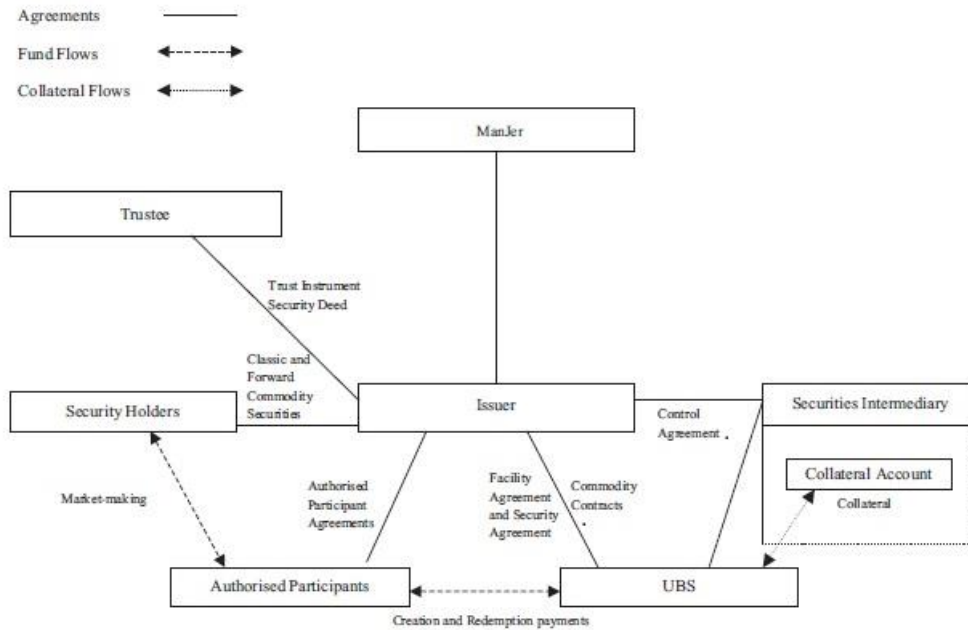 Agreements
Fund Flows
Collateral Flows
ManJer
Trustee
Trust Instrument
Security Deed
Classic and
Forward
Commodity
Securities
Security Holders
Issuer
Securities Intermediary
Control
Agreement .
Collateral Account
Collateral
Market-making
Authorised
Participant
Agreements
Facility
Agreement
and Security
Agreement
Commodity
Contracts
.
Authorised Participants
UBS
Creation and Redemption payments